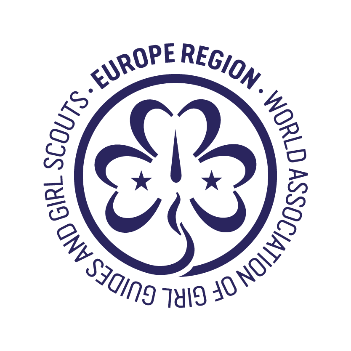 EUROPE REGION · WORLD ASSOCIATION OF GIRL GUIDES AND GIRL SCOUTS ·